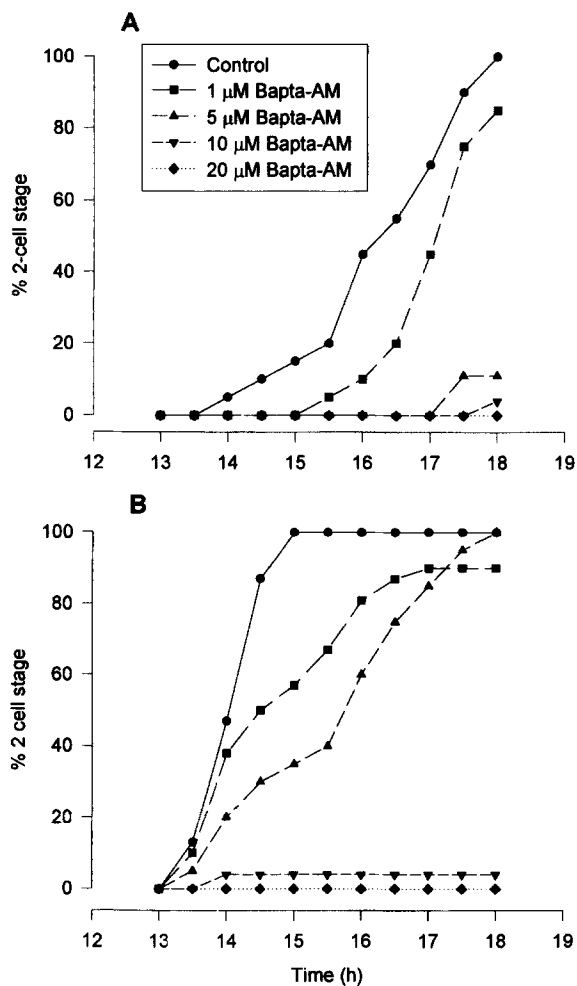 A
Control
1 µM Bapta-AM
5 µM Bapta-AM
10 µM Bapta-AM
20 µM Bapta-AM
100
80
60
40
20
0
% 2-cell stage
12 13 14 15 16 17 18 19
B
100
80
60
40
20
0
% 2 cell stage
12 13 14 15 16 17 18 19
Time (h)